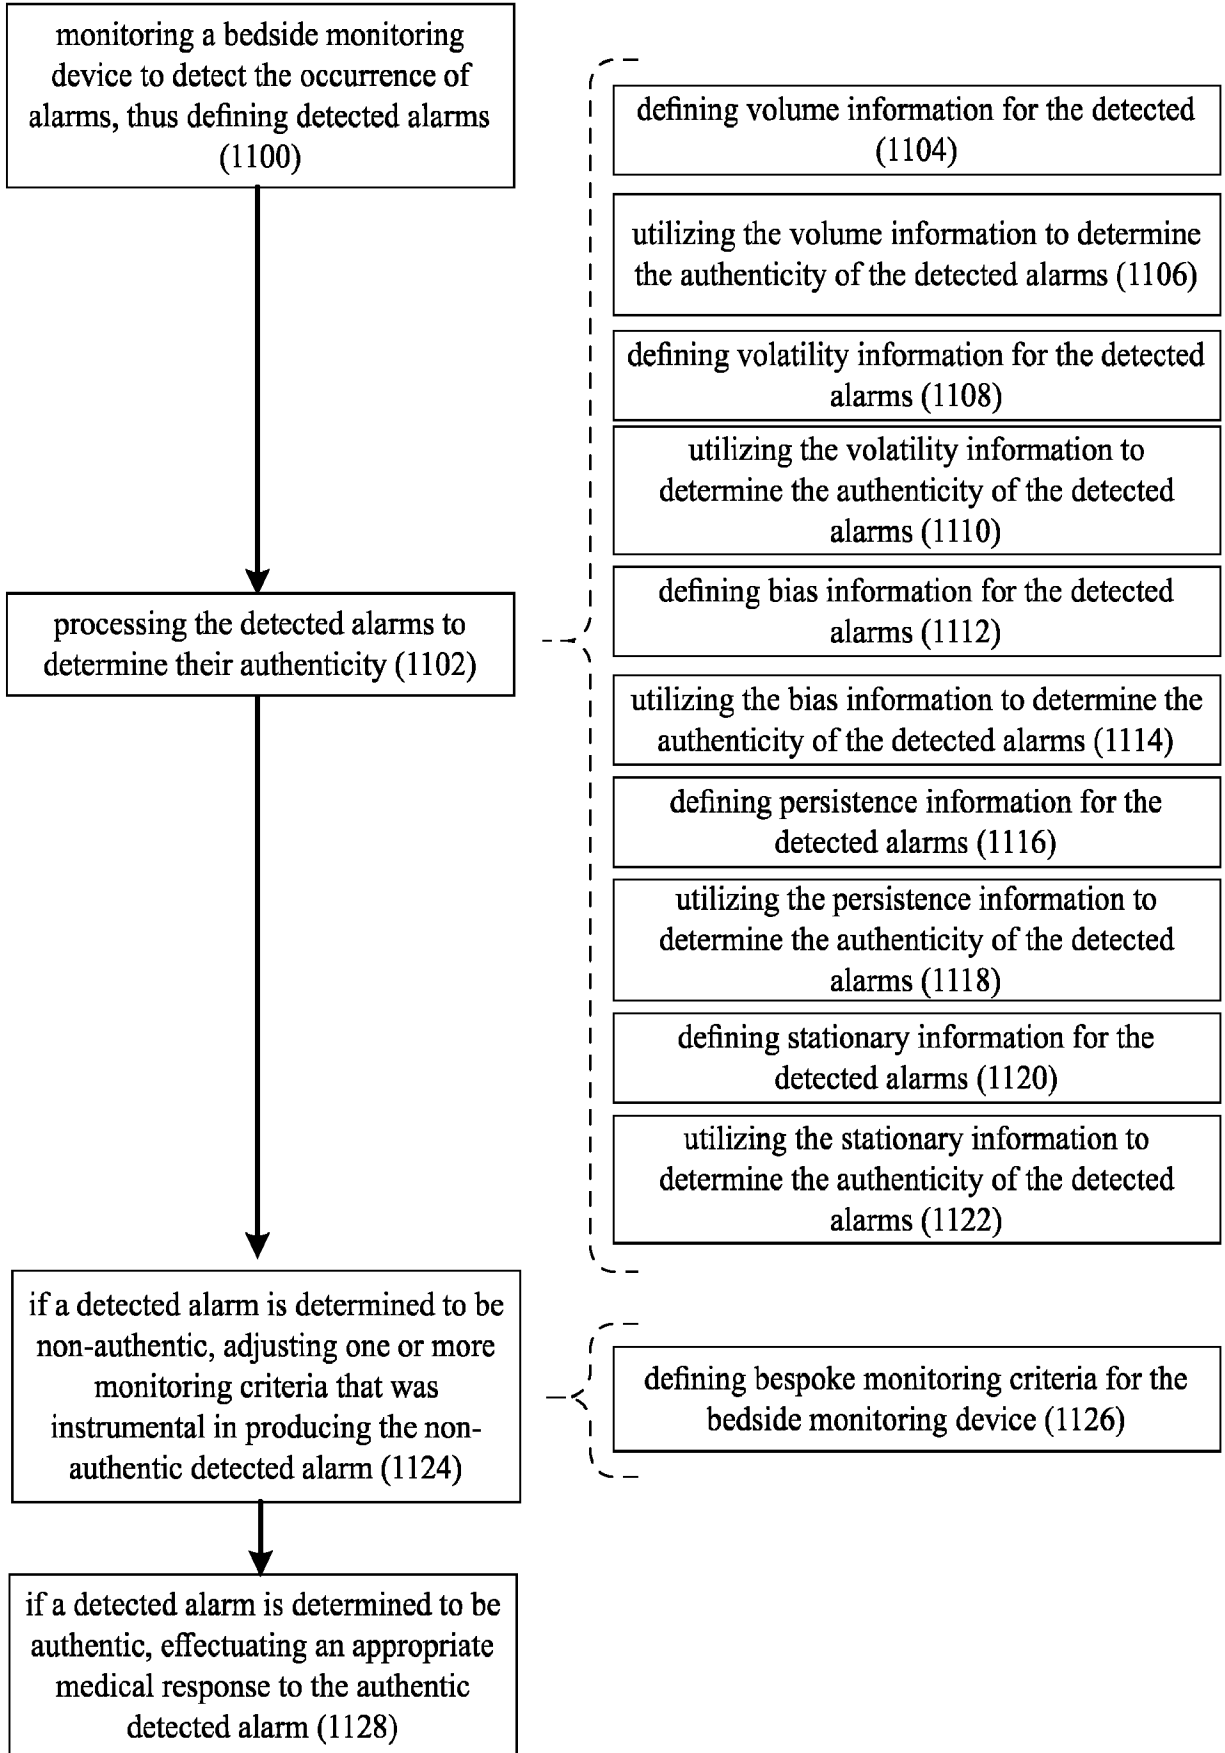 monitoring a bedside monitoring
device to detect the occurrence of
alarms, thus defining detected alarms
(1100)
processing the detected alarms to
determine their authenticity (1102)
defining volume information for the detected
(1104)
utilizing the volume information to determine
the authenticity of the detected alarms (1106)
defining volatility information for the detected
alarms (1108)
utilizing the volatility information to
determine the authenticity of the detected
alarms (1110)
defining bias information for the detected
alarms (1112)
utilizing the bias information to determine the
authenticity of the detected alarms (1114)
defining persistence information for the
detected alarms (1116)
utilizing the persistence information to
determine the authenticity of the detected
alarms (1118)
defining stationary information for the
detected alarms (1120)
utilizing the stationary information to
determine the authenticity of the detected
alarms (1122)
if a detected alarm is determined to be
non-authentic, adjusting one or more
monitoring criteria that was
instrumental in producing the non-
authentic detected alarm (1124)
defining bespoke monitoring criteria for the
bedside monitoring device (1126)
if a detected alarm is determined to be
authentic, effectuating an appropriate
medical response to the authentic
detected alarm (1128)